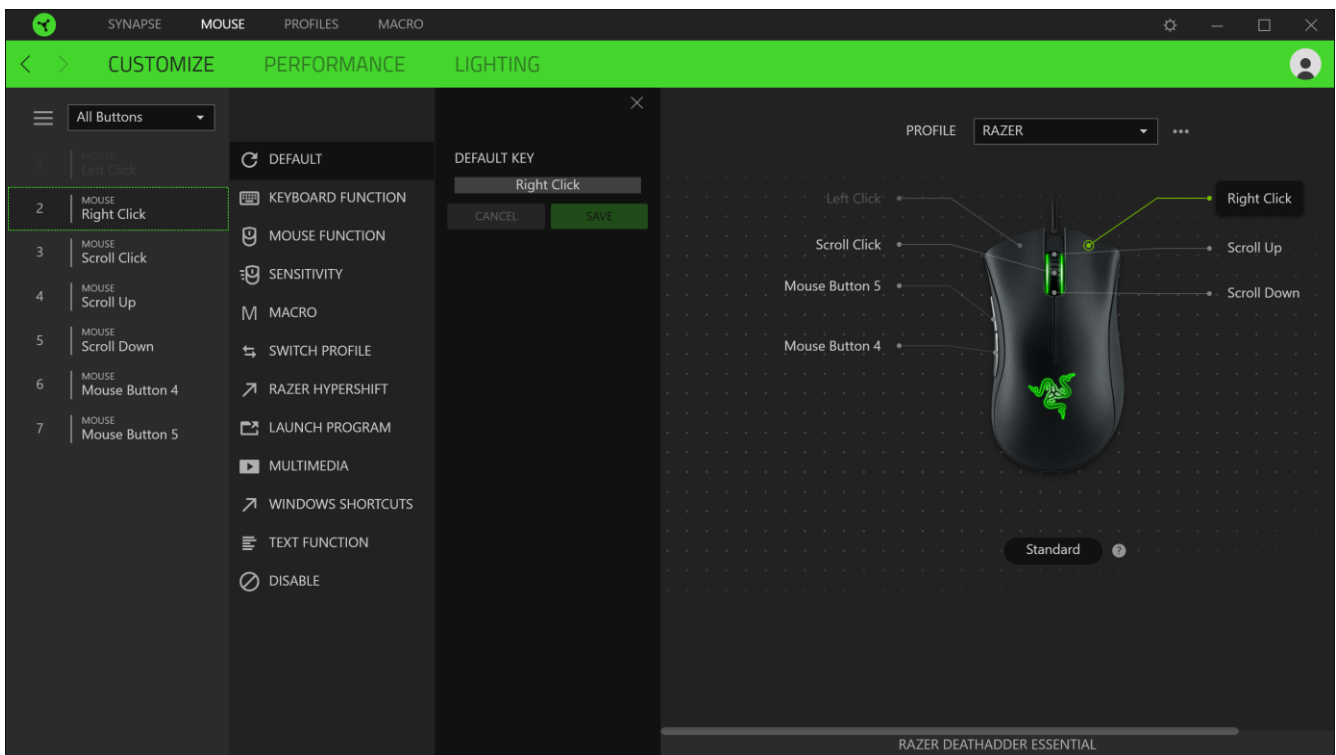 SYNAPSE MOUSE PROFILES MACRO
CUSTOMIZE PERFORMANCE LIGHTING
All Buttons
1 MOUSE
Left Click
2 MOUSE
Right Click
3 MOUSE
Scroll Click
4 MOUSE
Scroll Up
5 MOUSE
Scroll Down
6 MOUSE
Mouse Button 4
7 MOUSE
Mouse Button 5
DEFAULT
KEYBOARD FUNCTION
MOUSE FUNCTION
SENSITIVITY
MACRO
SWITCH PROFILE
RAZER HYPERSHIFT
LAUNCH PROGRAM
MULTIMEDIA
WINDOWS SHORTCUTS
TEXT FUNCTION
DISABLE
DEFAULT KEY
Right Click
CANCEL SAVE
PROFILE RAZER
Left Click
Scroll Click
Mouse Button 5
Mouse Button 4
Right Click
Scroll Up
Scroll Down
Standard ?
RAZER DEATHADDER ESSENTIAL